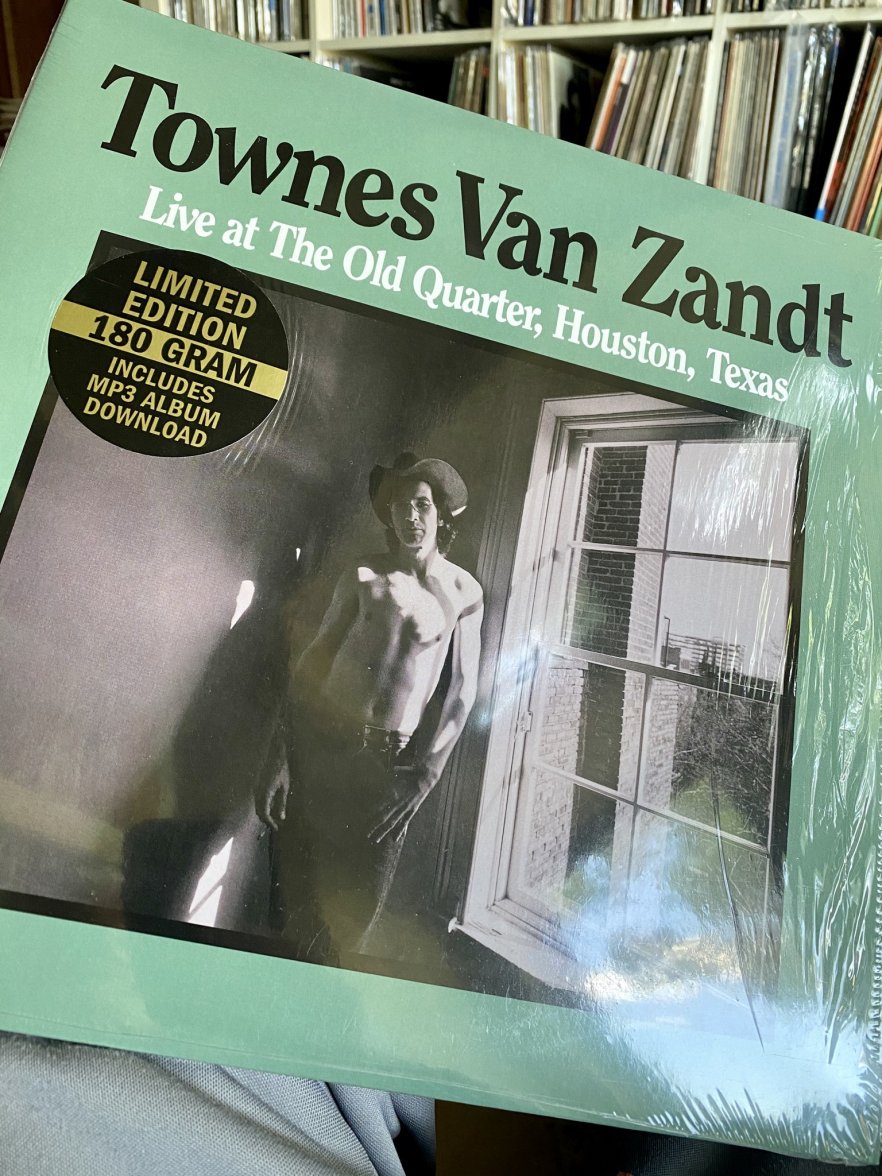 Townes Van Zandt
Live at The Old Quarter, Houston, Texas
LIMITED
EDITION
180 GRAM
INCLUDES
MP3 ALBUM
DOWNLOAD